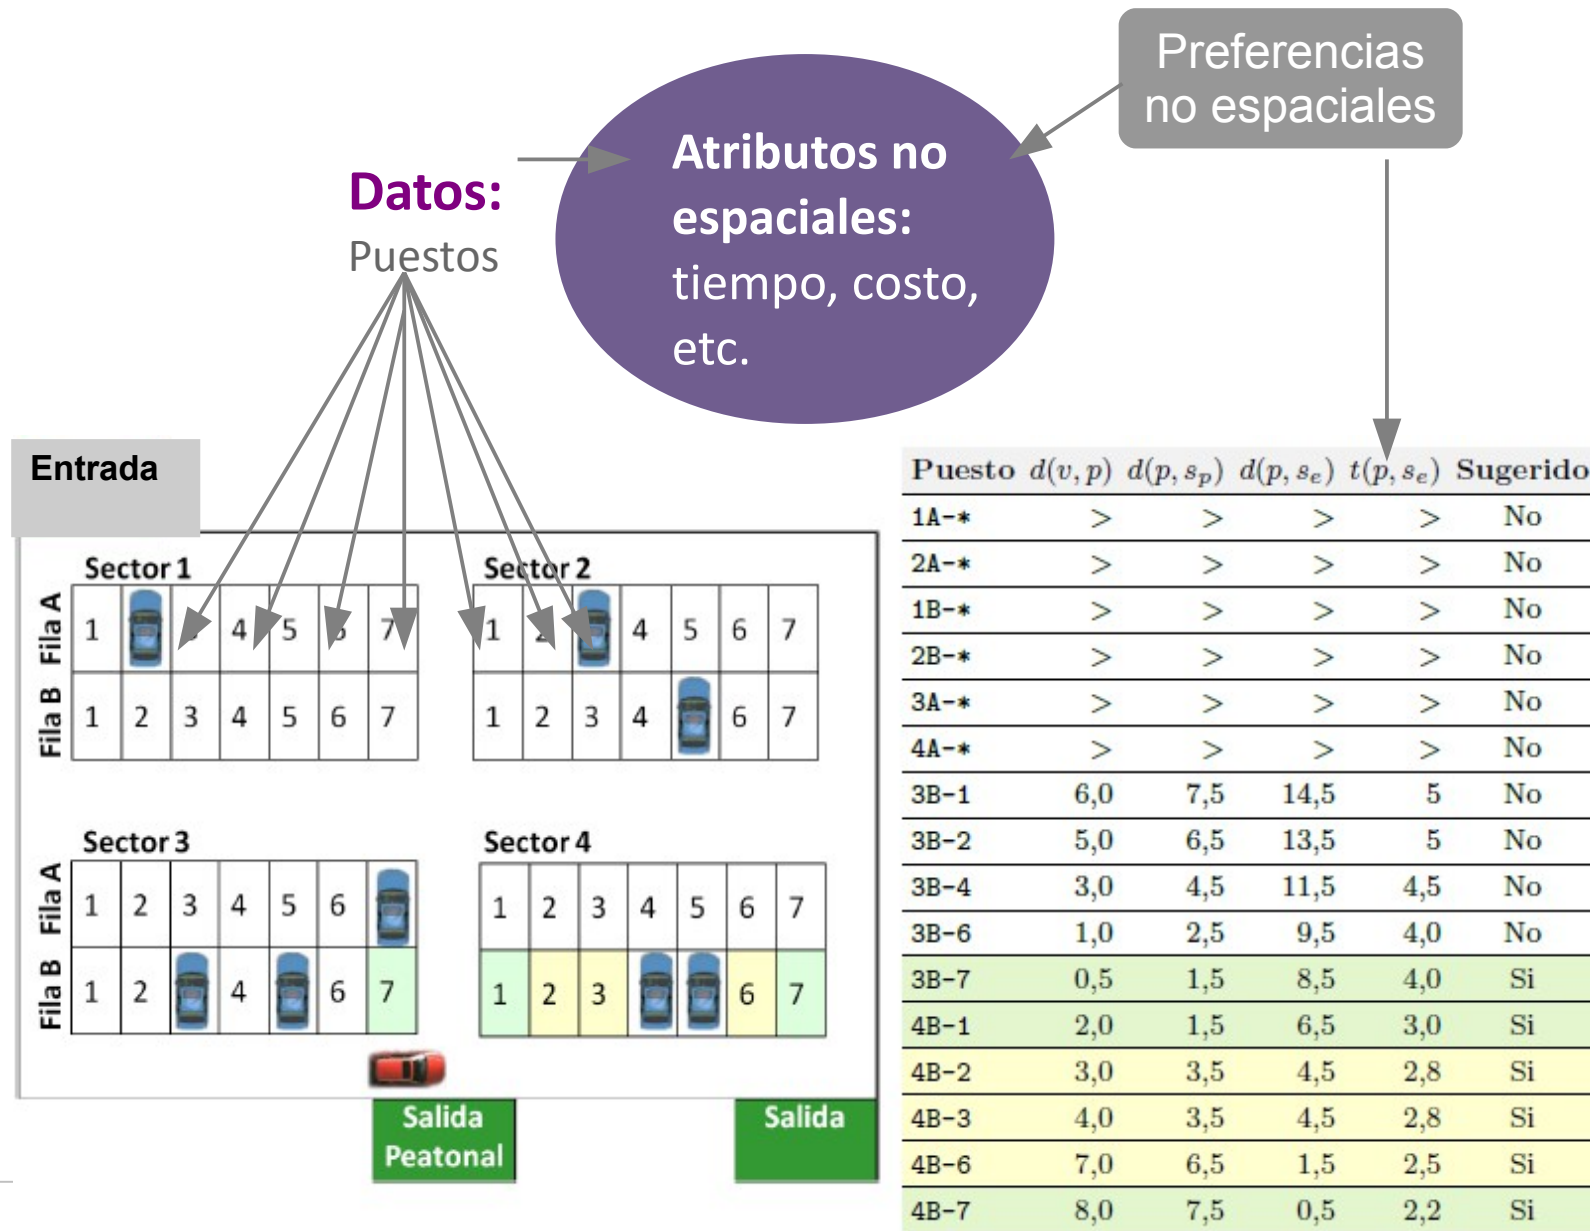 Preferencias
no espaciales
Atributos no
espaciales:
tiempo, costo,
etc.
Datos:
Puestos
Entrada
Sector 1
Fila A
1 4 5 7
Fila B
1 2 3 4 5 6 7
Sector 2
1 2 4 5 6 7
1 2 3 4 6 7
Sector 3
Fila A
1 2 3 4 5 6
Fila B
1 2 4 6 7
Sector 4
1 2 3 4 5 6 7
1 2 3 6 7
Salida
Peatonal
Salida
Puesto d(v, p) d(p, s_p) d(p, s_e) t(p, s_e) Sugerido
1A-* > > > > No
2A-* > > > > No
1B-* > > > > No
2B-* > > > > No
3A-* > > > > No
4A-* > > > > No
3B-1 6,0 7,5 14,5 5 No
3B-2 5,0 6,5 13,5 5 No
3B-4 3,0 4,5 11,5 4,5 No
3B-6 1,0 2,5 9,5 4,0 No
3B-7 0,5 1,5 8,5 4,0 Si
4B-1 2,0 1,5 6,5 3,0 Si
4B-2 3,0 3,5 4,5 2,8 Si
4B-3 4,0 3,5 4,5 2,8 Si
4B-6 7,0 6,5 1,5 2,5 Si
4B-7 8,0 7,5 0,5 2,2 Si